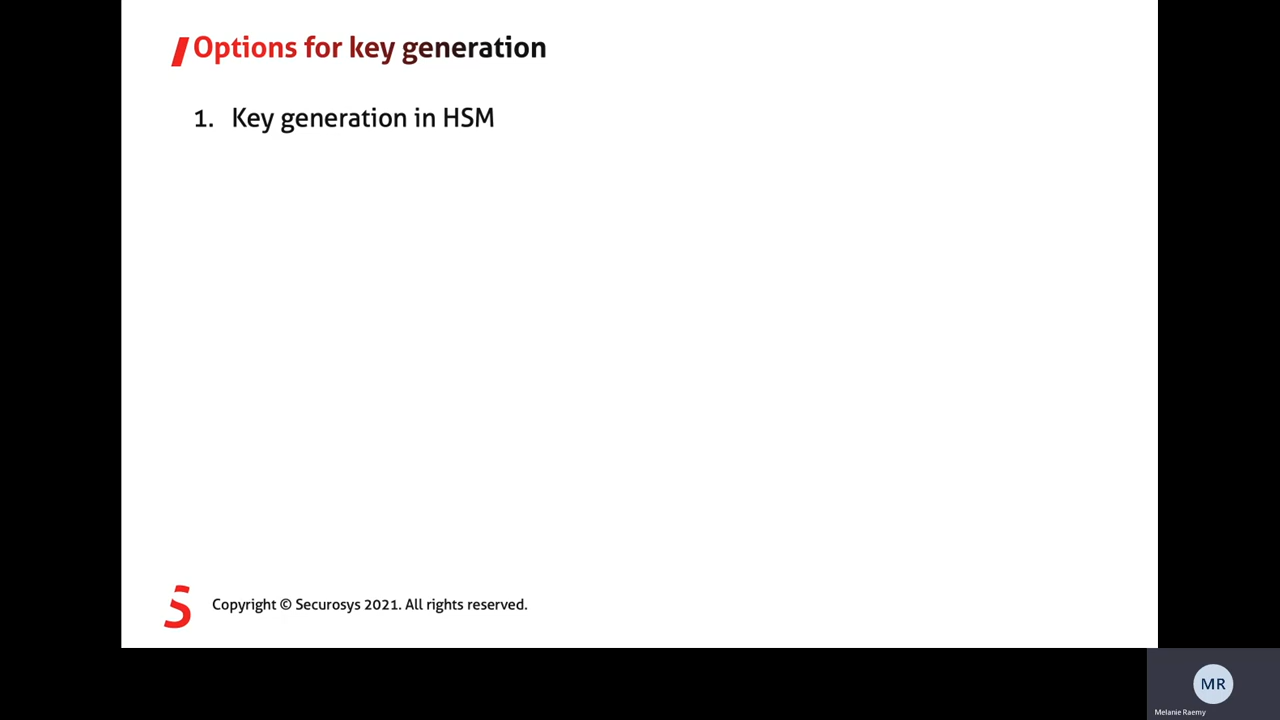 Options for key generation
1. Key generation in HSM
Copyright © Securosys 2021. All rights reserved.
MR
Melanie Raemy